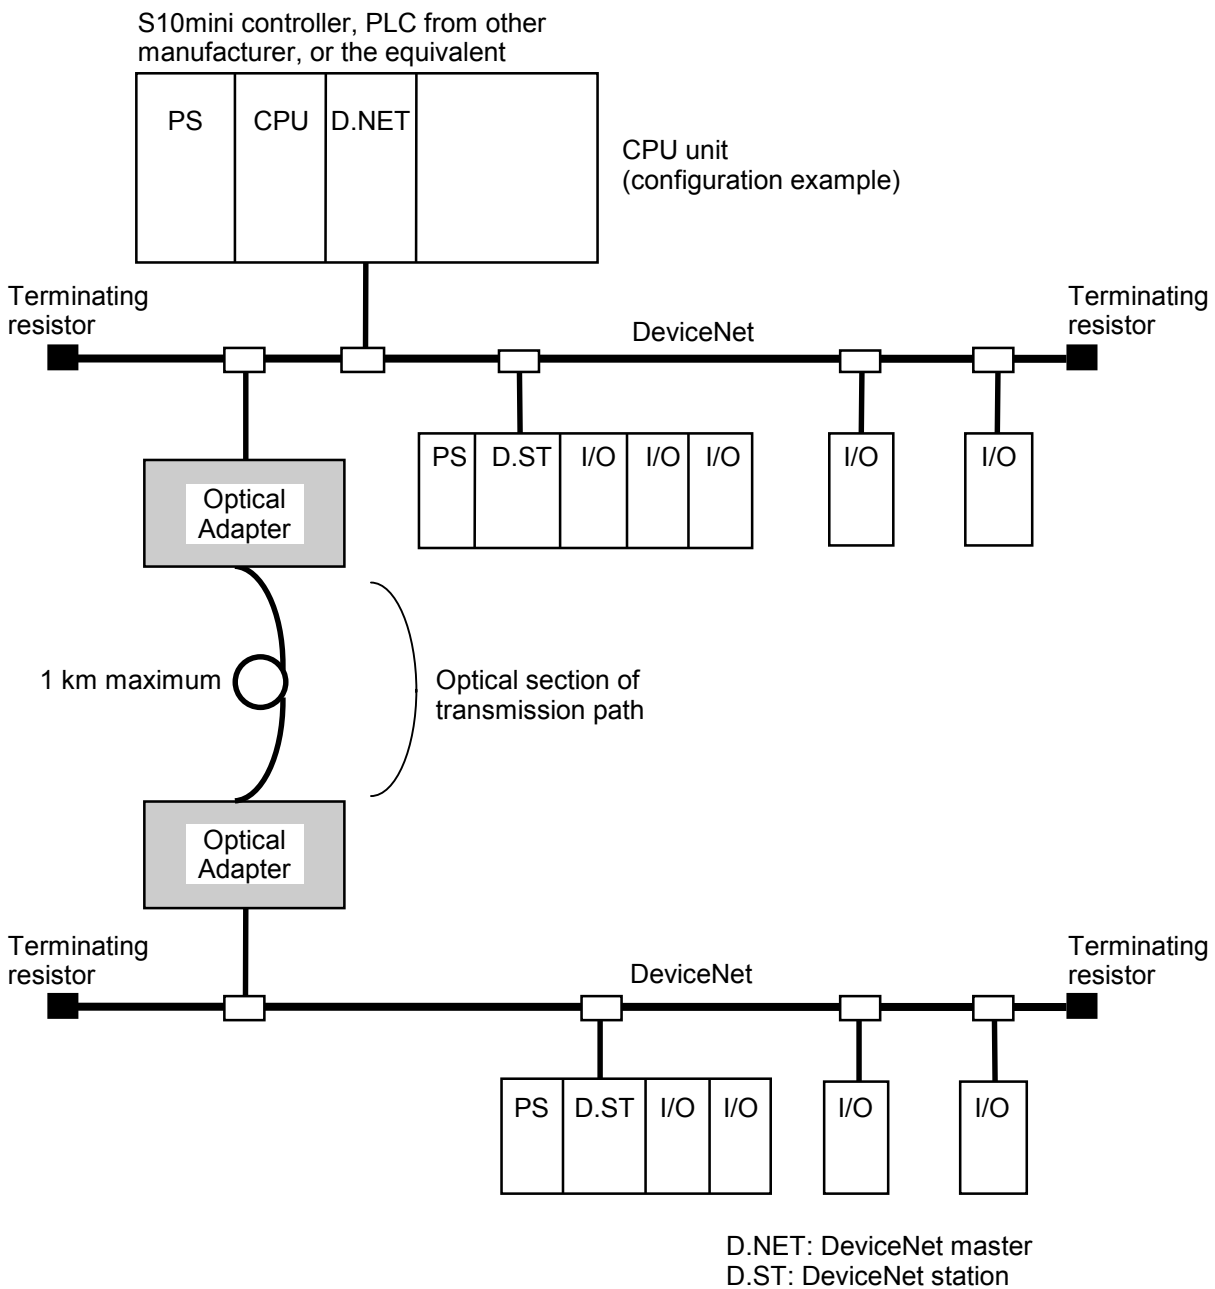 S10mini controller, PLC from other
manufacturer, or the equivalent
PS CPU D.NET
CPU unit
(configuration example)
Terminating
resistor
Terminating
resistor
DeviceNet
PS D.ST I/O I/O I/O
I/O
I/O
Optical
Adapter
1 km maximum
Optical section of
transmission path
Optical
Adapter
Terminating
resistor
Terminating
resistor
DeviceNet
PS D.ST I/O I/O
I/O
I/O
D.NET: DeviceNet master
D.ST: DeviceNet station